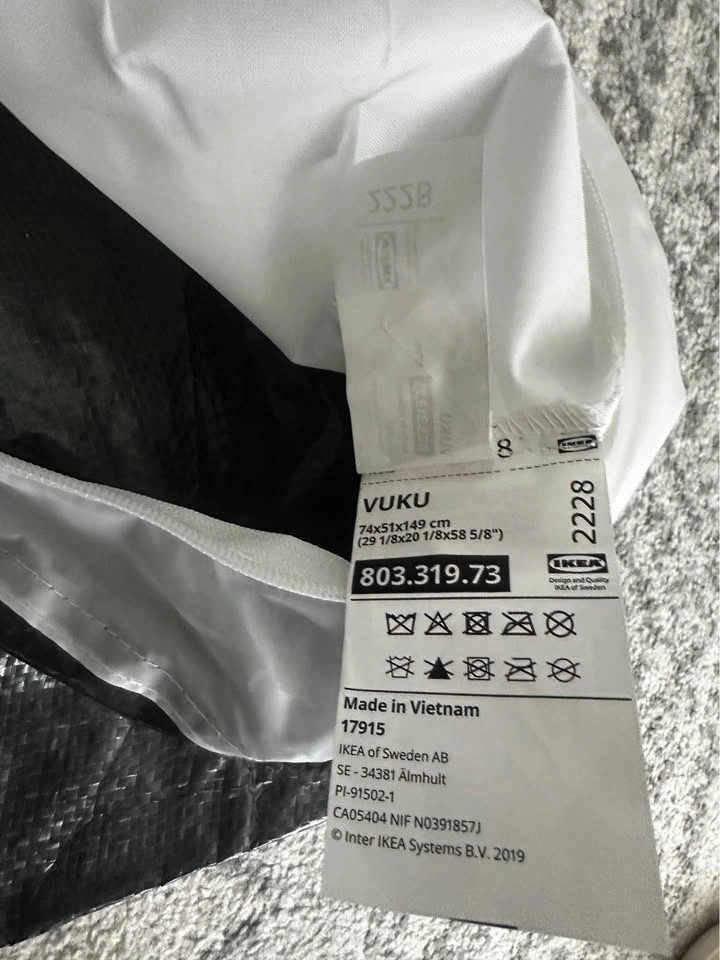 2228
8
IKEA
VUKU
2228
74x51x149 cm
(29 1/8x20 1/8x58 5/8")
803.319.73
IKEA
Design and Quality
IKEA of Sweden
Made in Vietnam
17915
IKEA of Sweden AB
SE - 34381 Älmhult
PI-91502-1
CA05404 NIF N0391857J
© Inter IKEA Systems B.V. 2019